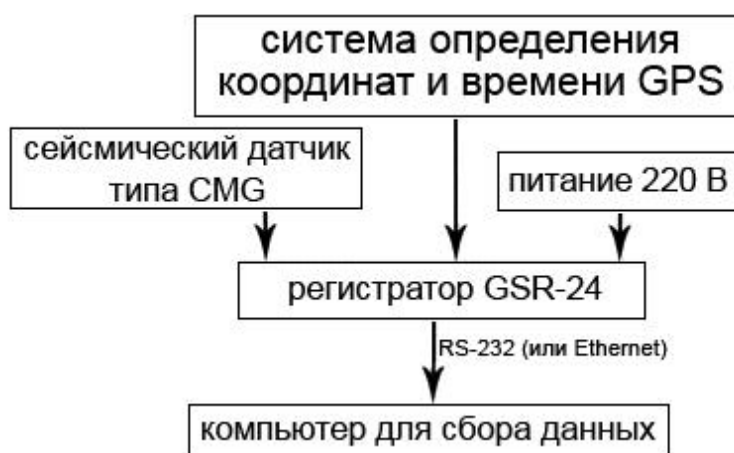 система определения
координат и времени GPS
сейсмический датчик
типа CMG
питание 220 В
регистратор GSR-24
RS-232 (или Ethernet)
компьютер для сбора данных